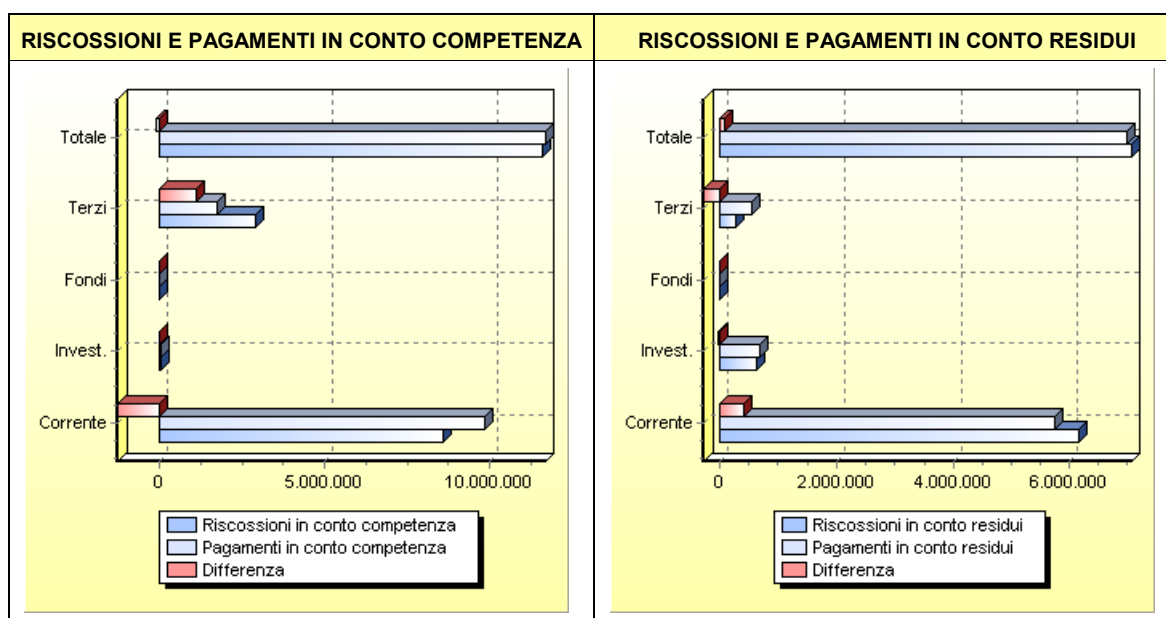 RISCOSSIONI E PAGAMENTI IN CONTO COMPETENZA
Totale
Terzi
Fondi
Invest.
Corrente
0 5.000.000 10.000.000
Riscossioni in conto competenza
Pagamenti in conto competenza
Differenza
RISCOSSIONI E PAGAMENTI IN CONTO RESIDUI
Totale
Terzi
Fondi
Invest.
Corrente
0 2.000.000 4.000.000 6.000.000
Riscossioni in conto residui
Pagamenti in conto residui
Differenza